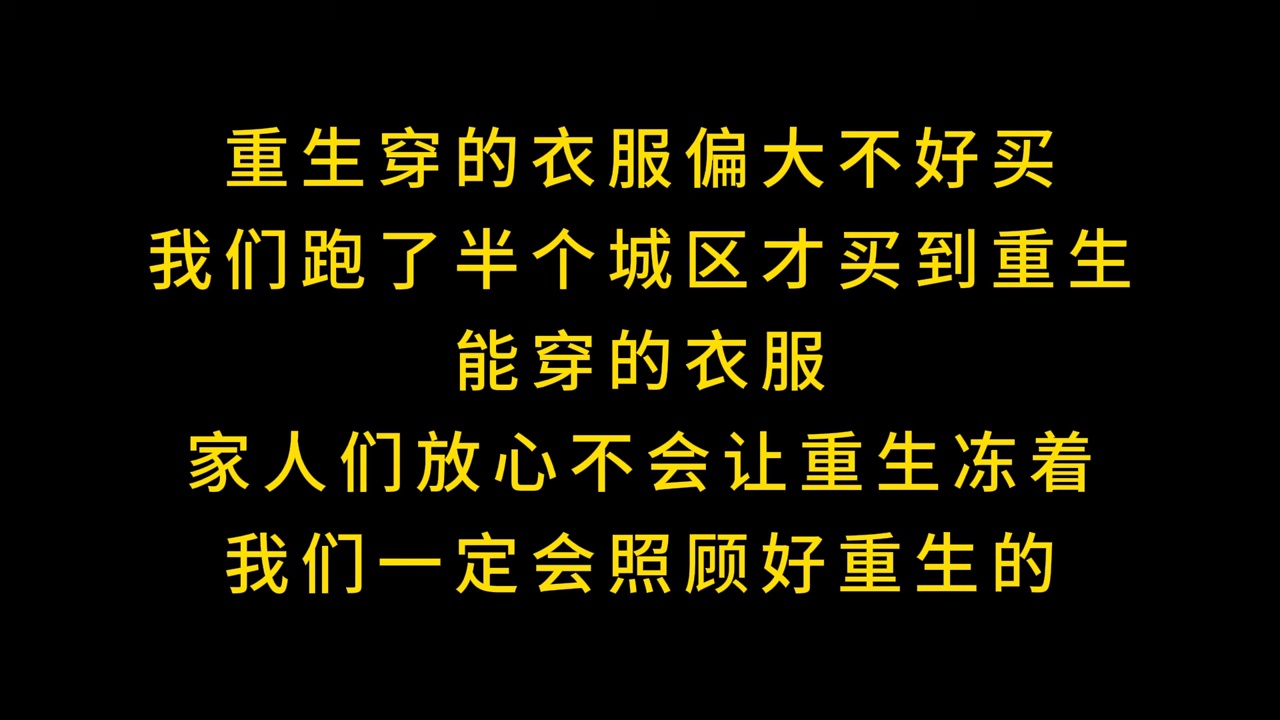 重生穿的衣服偏大不好买
我们跑了半个城区才买到重生
能穿的衣服
家人们放心不会让重生冻着
我们一定会照顾好重生的